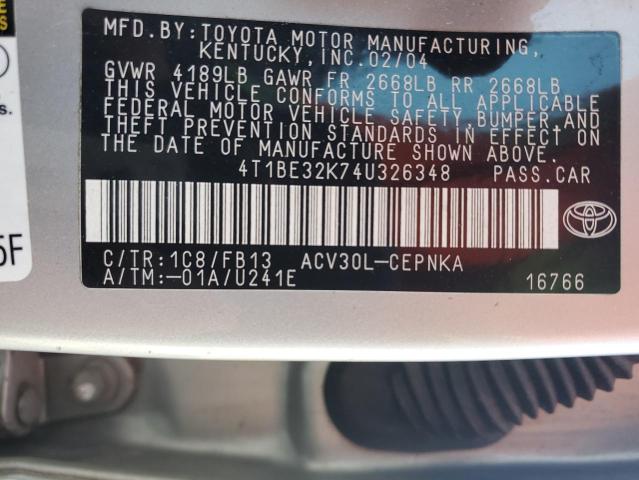 MFD. BY: TOYOTA MOTOR MANUFACTURING,
KENTUCKY, INC. 02/04
GVWR 4189LB GAWR FR 2668LB RR 2668LB
THIS VEHICLE CONFORMS TO ALL APPLICABLE
FEDERAL MOTOR VEHICLE SAFETY, BUMPER AND
THEFT PREVENTION STANDARDS IN EFFECT ON
THE DATE OF MANUFACTURE SHOWN ABOVE.
4T1BE32K74U326348 PASS.CAR
C/TR:1C8/FB13 ACV30L-CEPNKA
A/TM:-01A/U241E 16766
TOYOTA
s.
5F